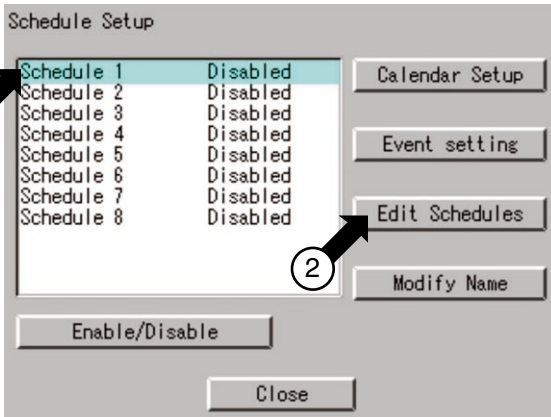 Schedule Setup
Schedule 1 Disabled
Schedule 2 Disabled
Schedule 3 Disabled
Schedule 4 Disabled
Schedule 5 Disabled
Schedule 6 Disabled
Schedule 7 Disabled
Schedule 8 Disabled
Calendar Setup
Event setting
Edit Schedules
2
Modify Name
Enable/Disable
Close